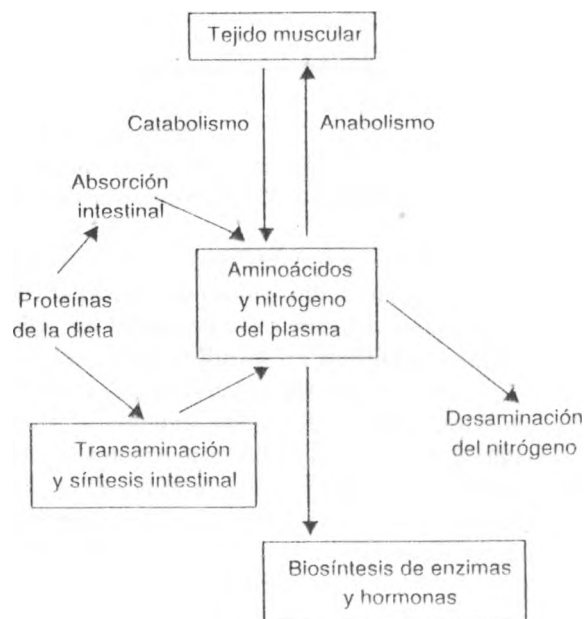 Tejido muscular
Catabolismo
Anabolismo
Absorción
intestinal
Aminoácidos
y nitrógeno
del plasma
Proteínas
de la dieta
Desaminación
del nitrógeno
Transaminación
y síntesis intestinal
Biosíntesis de enzimas
y hormonas